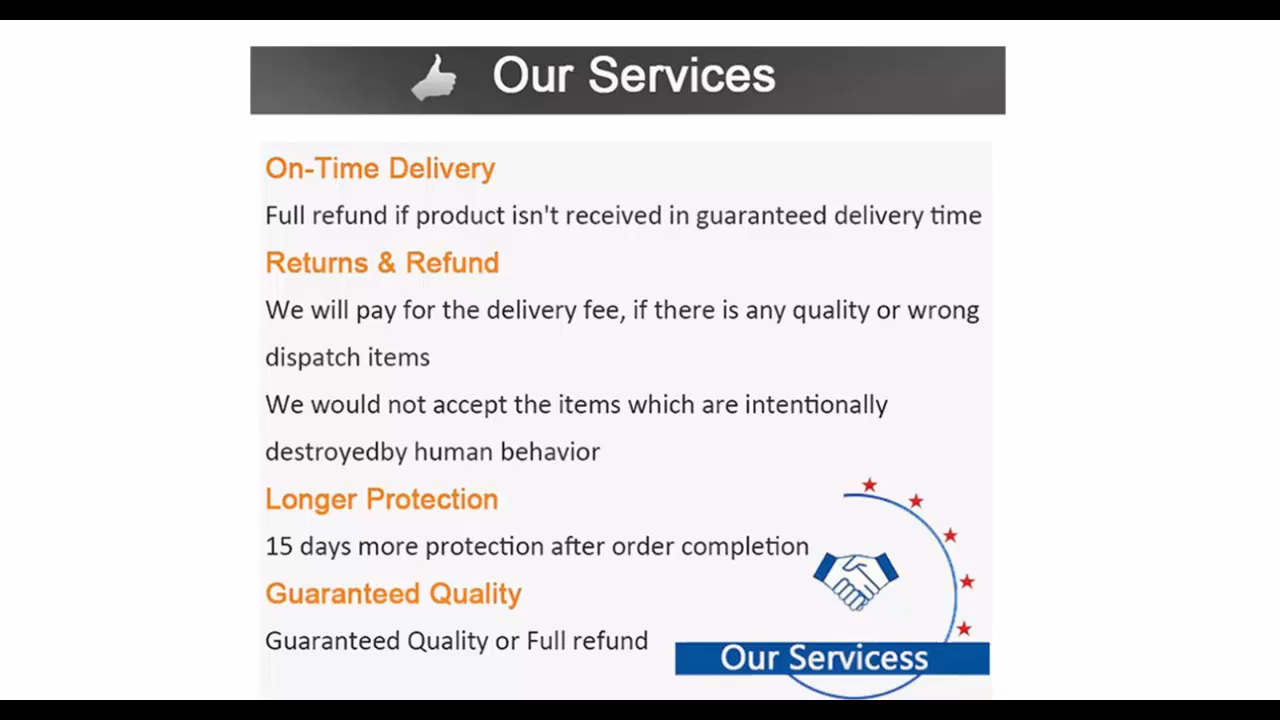 Our Services
On-Time Delivery
Full refund if product isn't received in guaranteed delivery time
Returns & Refund
We will pay for the delivery fee, if there is any quality or wrong
dispatch items
We would not accept the items which are intentionally
destroyedby human behavior
Longer Protection
15 days more protection after order completion
Guaranteed Quality
Guaranteed Quality or Full refund
Our Servicess